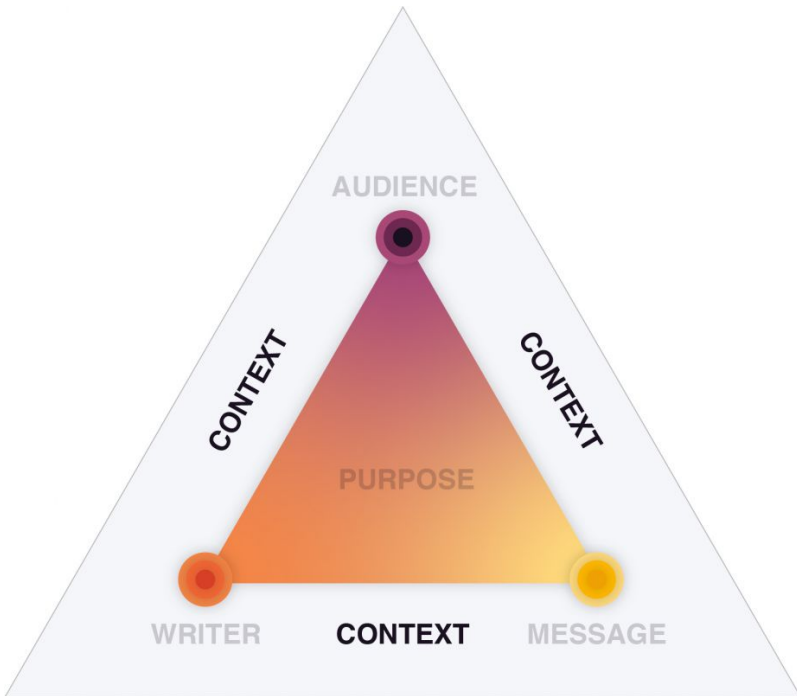 AUDIENCE
CONTEXT
CONTEXT
PURPOSE
WRITER
CONTEXT
MESSAGE